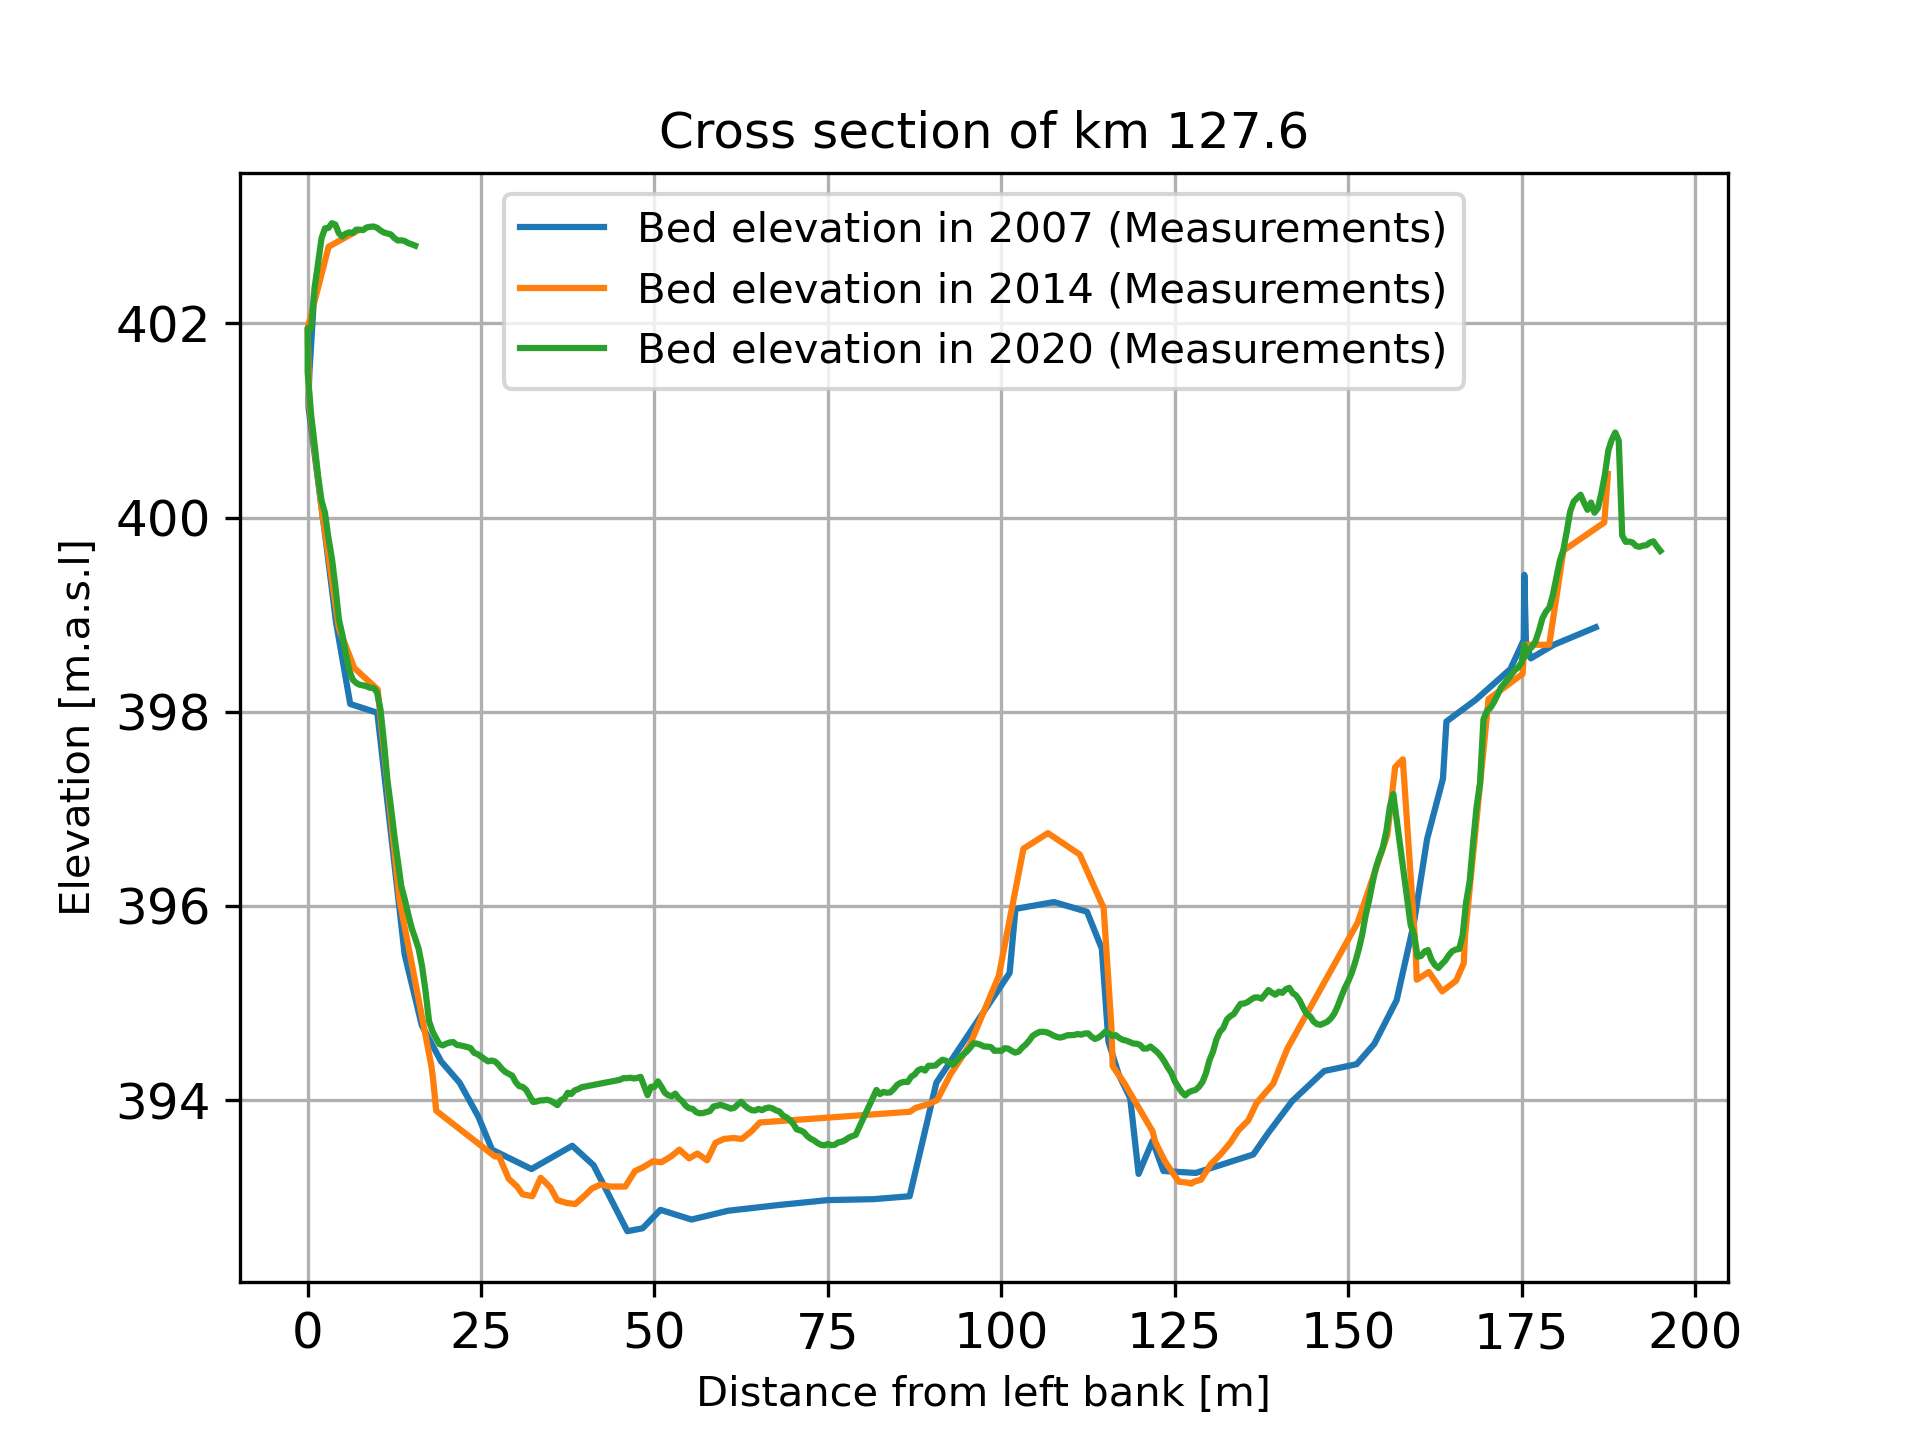 Cross section of km 127.6
Bed elevation in 2007 (Measurements)
Bed elevation in 2014 (Measurements)
Bed elevation in 2020 (Measurements)
Elevation [m.a.s.l]
402
400
398
396
394
0 25 50 75 100 125 150 175 200
Distance from left bank [m]